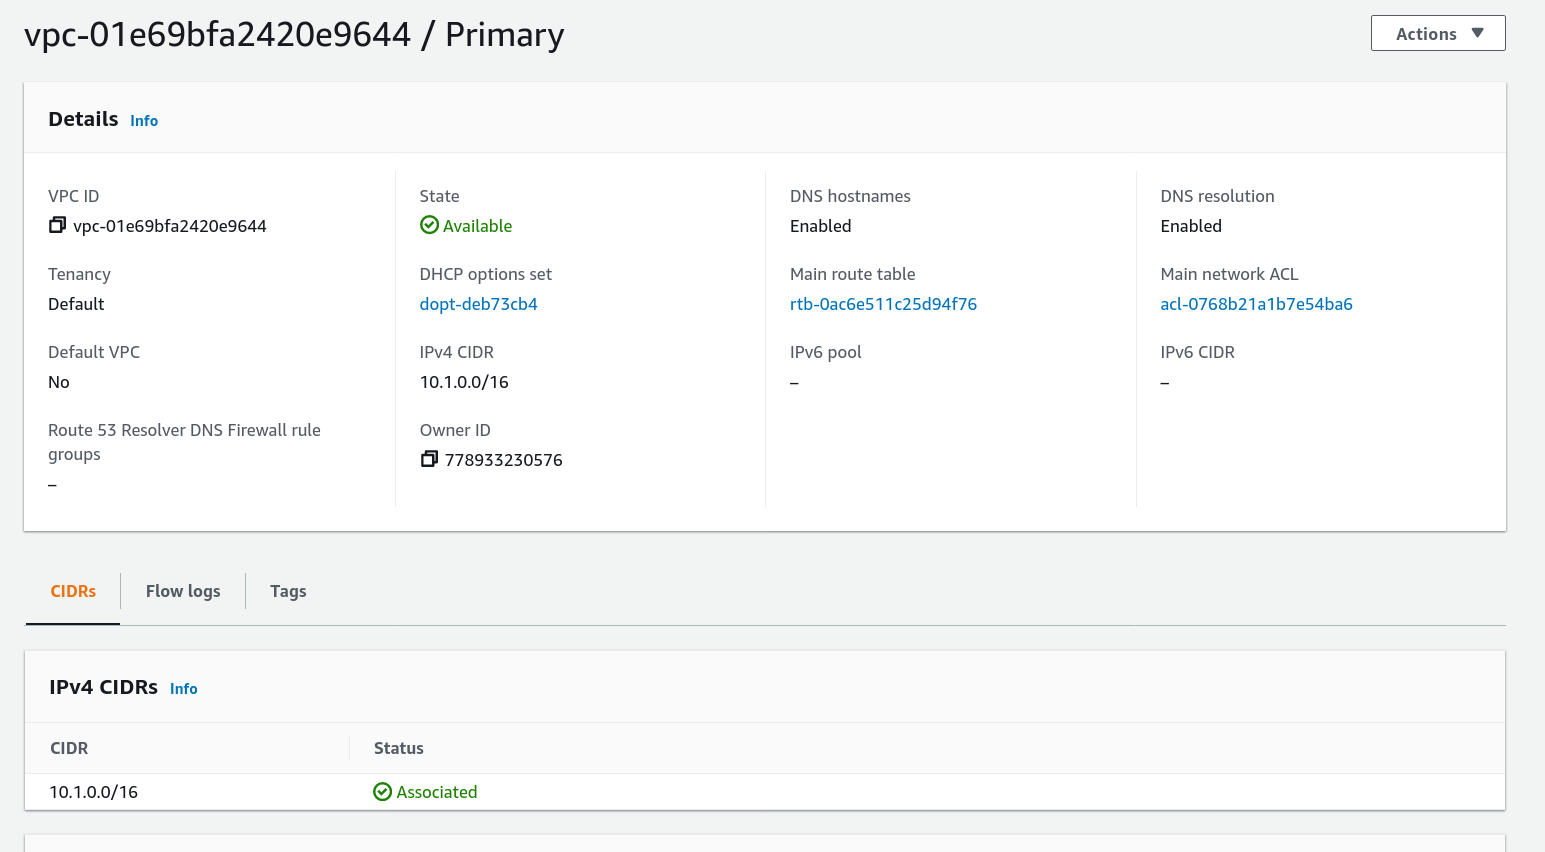 vpc-01e69bfa2420e9644 / Primary
Actions
Details Info
VPC ID
vpc-01e69bfa2420e9644
State
Available
DNS hostnames
Enabled
DNS resolution
Enabled
Tenancy
Default
DHCP options set
dopt-deb73cb4
Main route table
rtb-0ac6e511c25d94f76
Main network ACL
acl-0768b21a1b7e54ba6
Default VPC
No
IPv4 CIDR
10.1.0.0/16
IPv6 pool
–
IPv6 CIDR
–
Route 53 Resolver DNS Firewall rule
groups
–
Owner ID
778933230576
CIDRs
Flow logs
Tags
IPv4 CIDRs Info
CIDR
Status
10.1.0.0/16
Associated